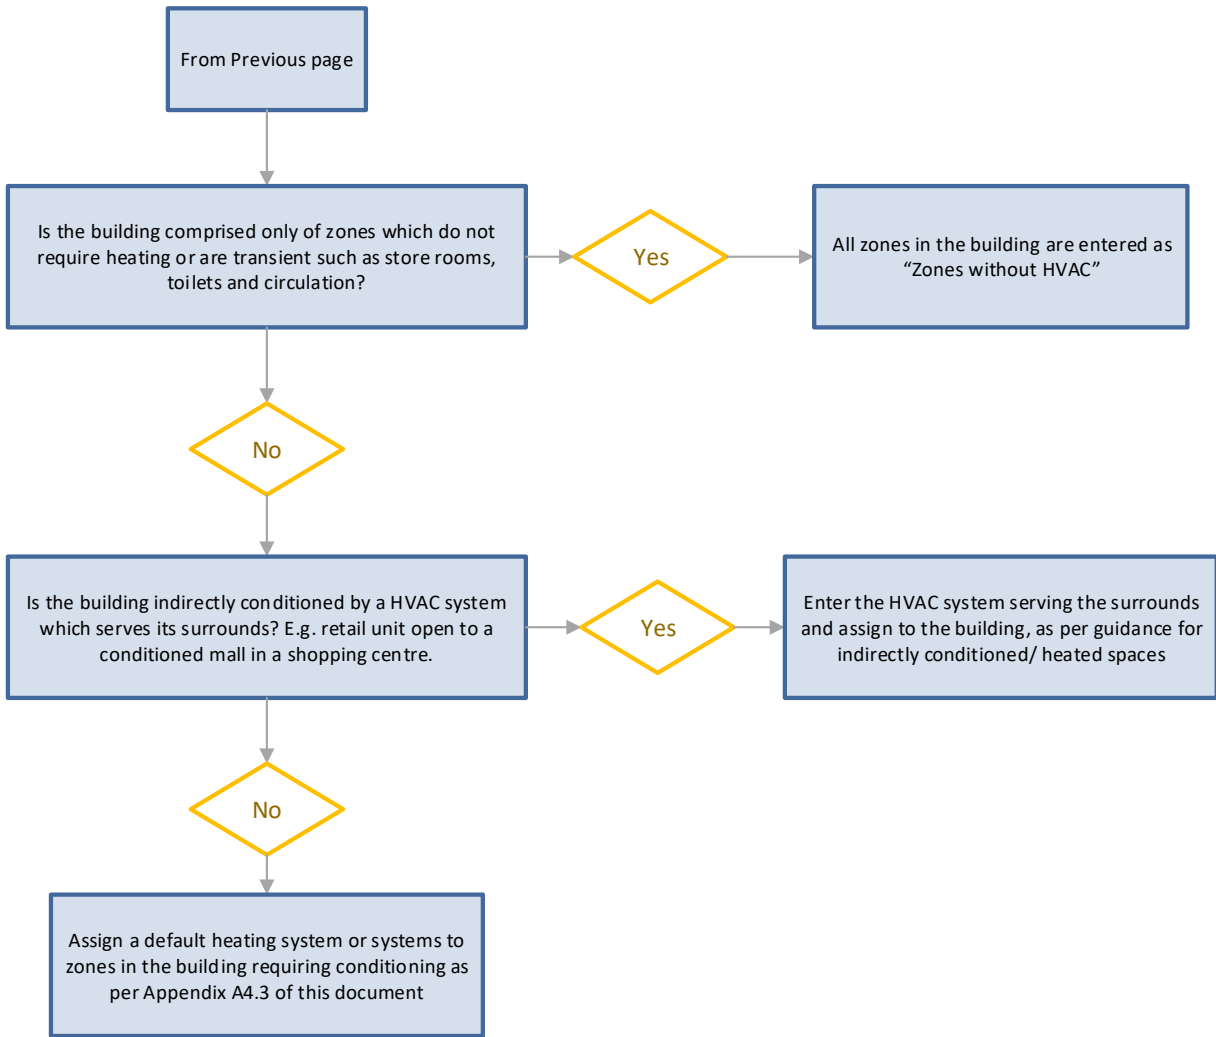 From Previous page
Is the building comprised only of zones which do not
require heating or are transient such as store rooms,
toilets and circulation?
Yes
All zones in the building are entered as
“Zones without HVAC”
No
Is the building indirectly conditioned by a HVAC system
which serves its surrounds? E.g. retail unit open to a
conditioned mall in a shopping centre.
Yes
Enter the HVAC system serving the surrounds
and assign to the building, as per guidance for
indirectly conditioned/ heated spaces
No
Assign a default heating system or systems to
zones in the building requiring conditioning as
per Appendix A4.3 of this document